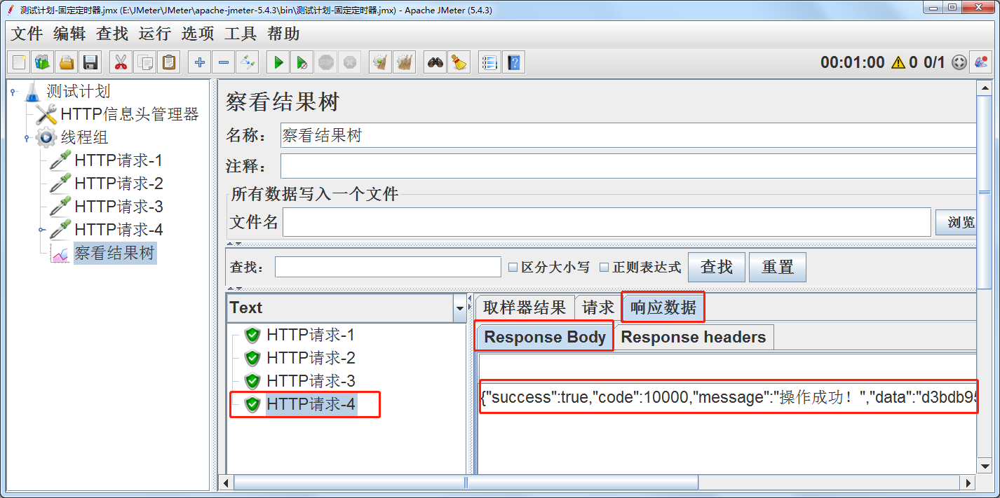 测试计划-固定定时器.jmx (E:\JMeter\JMeter\apache-jmeter-5.4.3\bin\测试计划-固定定时器.jmx) - Apache JMeter (5.4.3)
文件 编辑 查找 运行 选项 工具 帮助
00:01:00 0 0/1
测试计划
HTTP信息头管理器
线程组
HTTP请求-1
HTTP请求-2
HTTP请求-3
HTTP请求-4
察看结果树
察看结果树
名称： 察看结果树
注释：
所有数据写入一个文件
文件名 浏览
查找： 区分大小写 正则表达式 查找 重置
Text
HTTP请求-1
HTTP请求-2
HTTP请求-3
HTTP请求-4
取样器结果 请求 响应数据
Response Body Response headers
{"success":true,"code":10000,"message":"操作成功！","data":"d3bdb95